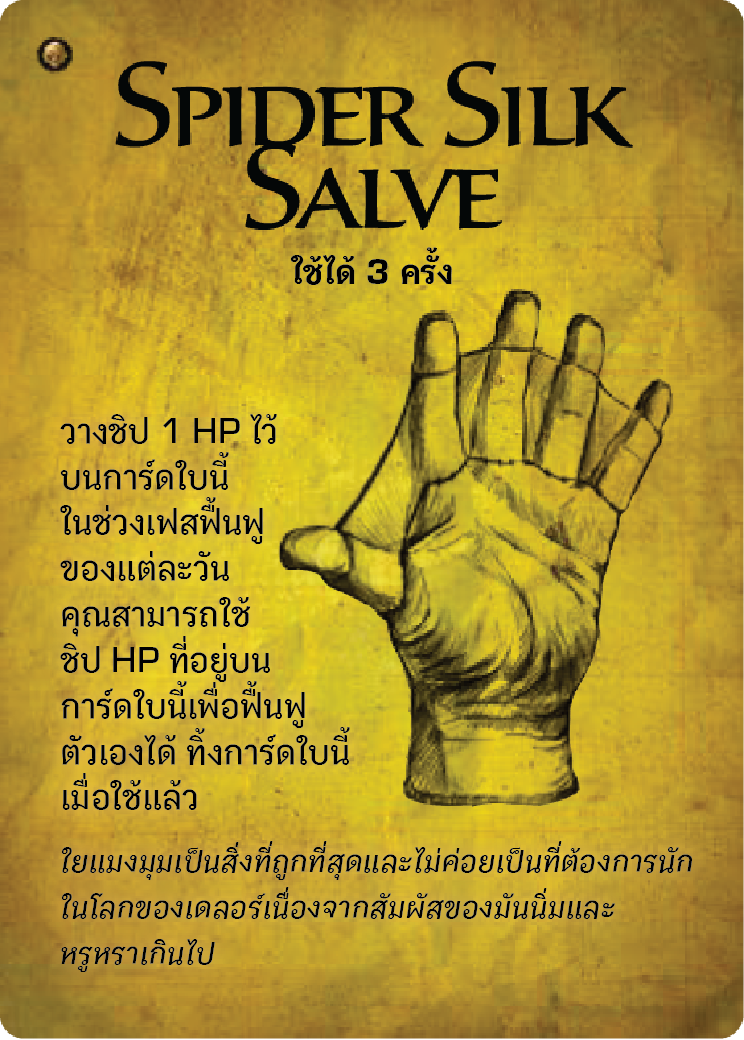 SPIDER SILK
SALVE
ใช้ได้ 3 ครั้ง
วางชิป 1 HP ไว้
บนการ์ดใบนี้
ในช่วงเฟสฟื้นฟู
ของแต่ละวัน
คุณสามารถใช้
ชิป HP ที่อยู่บน
การ์ดใบนี้เพื่อฟื้นฟู
ตัวเองได้ ทิ้งการ์ดใบนี้
เมื่อใช้แล้ว
ใยแมงมุมเป็นสิ่งที่ถูกที่สุดและไม่ค่อยเป็นที่ต้องการนัก
ในโลกของเดลอร์เนื่องจากสัมผัสของมันนิ่มและ
หรูหราเกินไป